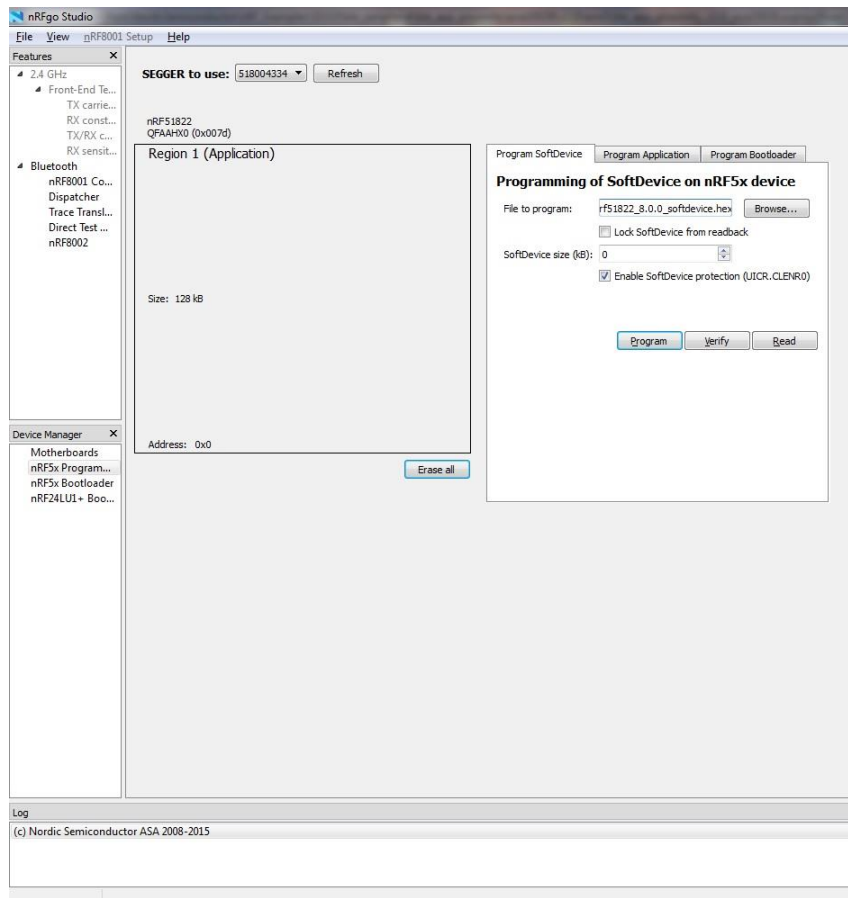 nRFgo Studio
File View nRF8001 Setup Help
Features X
2.4 GHz
Front-End Te...
TX carrie...
RX const...
TX/RX c...
RX sensit...
Bluetooth
nRF8001 Co...
Dispatcher
Trace Transl...
Direct Test ...
nRF8002
Device Manager X
Motherboards
nRF5x Program...
nRF5x Bootloader
nRF24LU1+ Boo...
SEGGER to use: 518004334 Refresh
nRF51822
QFAAHX0 (0x007d)
Region 1 (Application)
Size: 128 kB
Address: 0x0
Erase all
Program SoftDevice Program Application Program Bootloader
Programming of SoftDevice on nRF5x device
File to program: rf51822_8.0.0_softdevice.hex Browse...
Lock SoftDevice from readback
SoftDevice size (kB): 0
Enable SoftDevice protection (UICR.CLENR0)
Program Verify Read
Log
(c) Nordic Semiconductor ASA 2008-2015